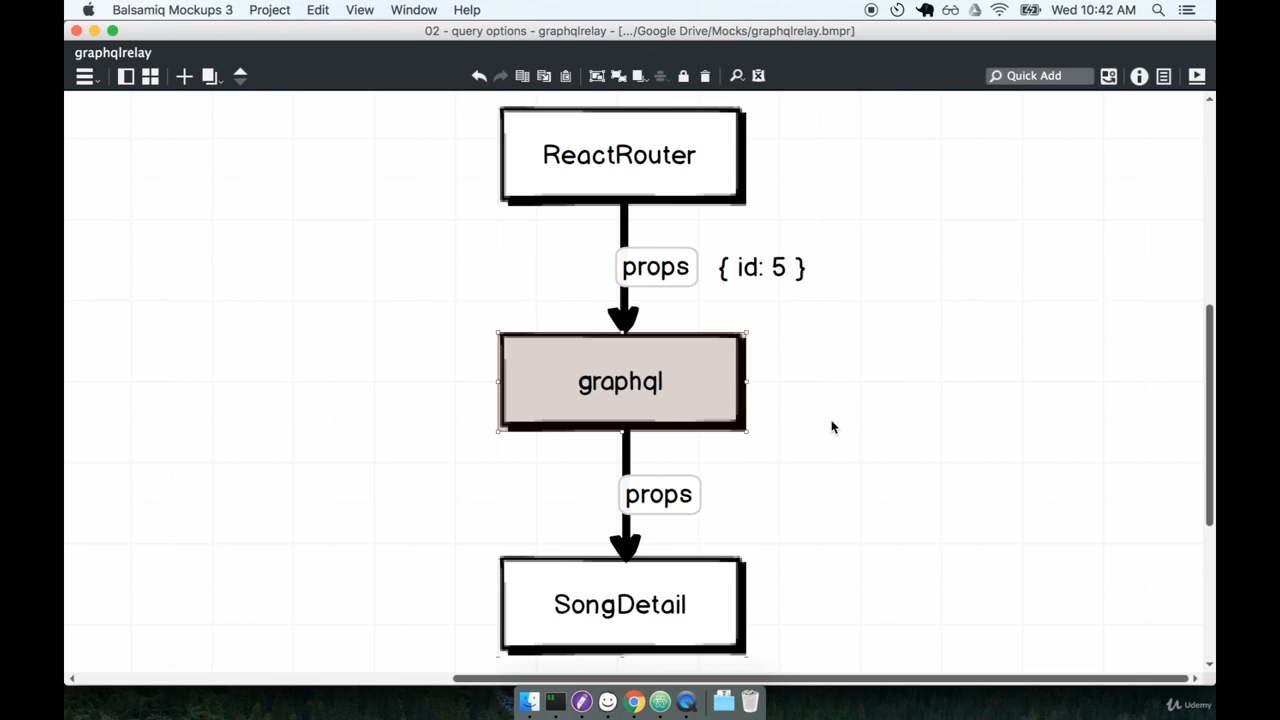 Balsamiq Mockups 3 Project Edit View Window Help Wed 10:42 AM
02 - query options - graphqlrelay - [.../Google Drive/Mocks/graphqlrelay.bmpr]
graphqlrelay
Quick Add
ReactRouter
props { id: 5 }
graphql
props
SongDetail
Udemy